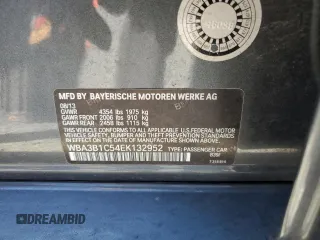 MFD BY BAYERISCHE MOTOREN WERKE AG
08/13
GVWR 4354 lbs 1975 kg
GAWR FRONT 2006 lbs 910 kg
GAWR REAR 2458 lbs 1115 kg
THIS VEHICLE CONFORMS TO ALL APPLICABLE FEDERAL MOTOR VEHICLE
SAFETY, BUMPER AND THEFT PREVENTION STANDARDS IN
EFFECT ON THE DATE OF MANUFACTURE SHOWN ABOVE.
WBA3B1C54EK132952 TYPE: PASSENGER CAR
DREAMBID